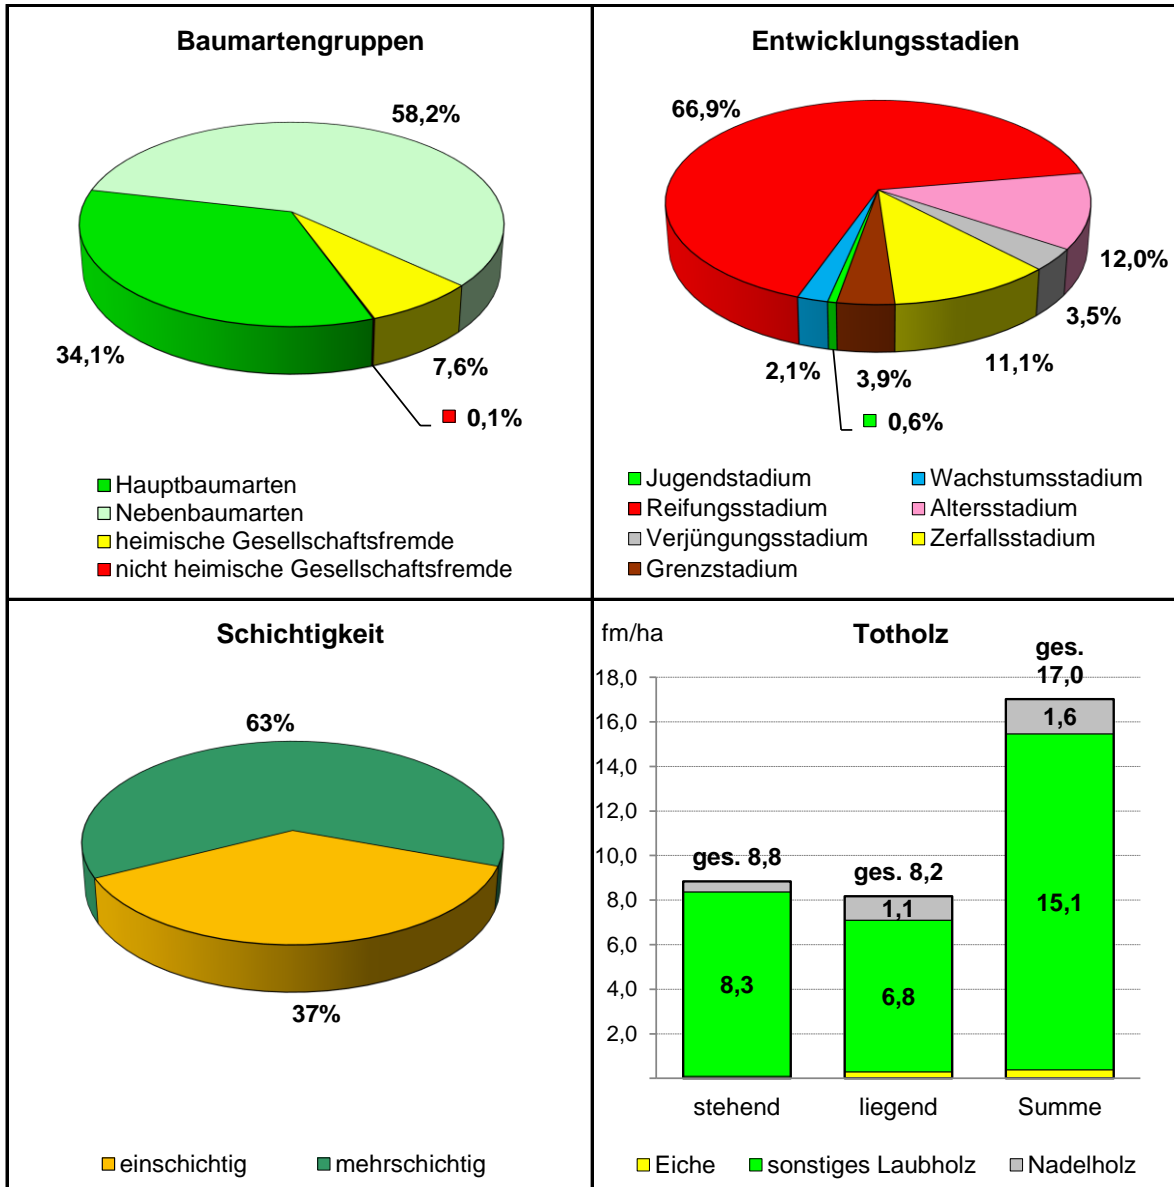 Baumartengruppen
58,2%
34,1%
7,6%
0,1%
Hauptbaumarten
Nebenbaumarten
heimische Gesellschaftsfremde
nicht heimische Gesellschaftsfremde
Entwicklungsstadien
66,9%
12,0%
3,5%
11,1%
3,9%
2,1%
0,6%
Jugendstadium Wachstumsstadium
Reifungsstadium Altersstadium
Verjüngungsstadium Zerfallsstadium
Grenzstadium
Schichtigkeit
63%
37%
einschichtig mehrschichtig
fm/ha Totholz
ges.
17,0
18,0
16,0
14,0
12,0
10,0
8,0
6,0
4,0
2,0
ges. 8,8
8,3
ges. 8,2
1,1
6,8
1,6
15,1
stehend liegend Summe
Eiche sonstiges Laubholz Nadelholz